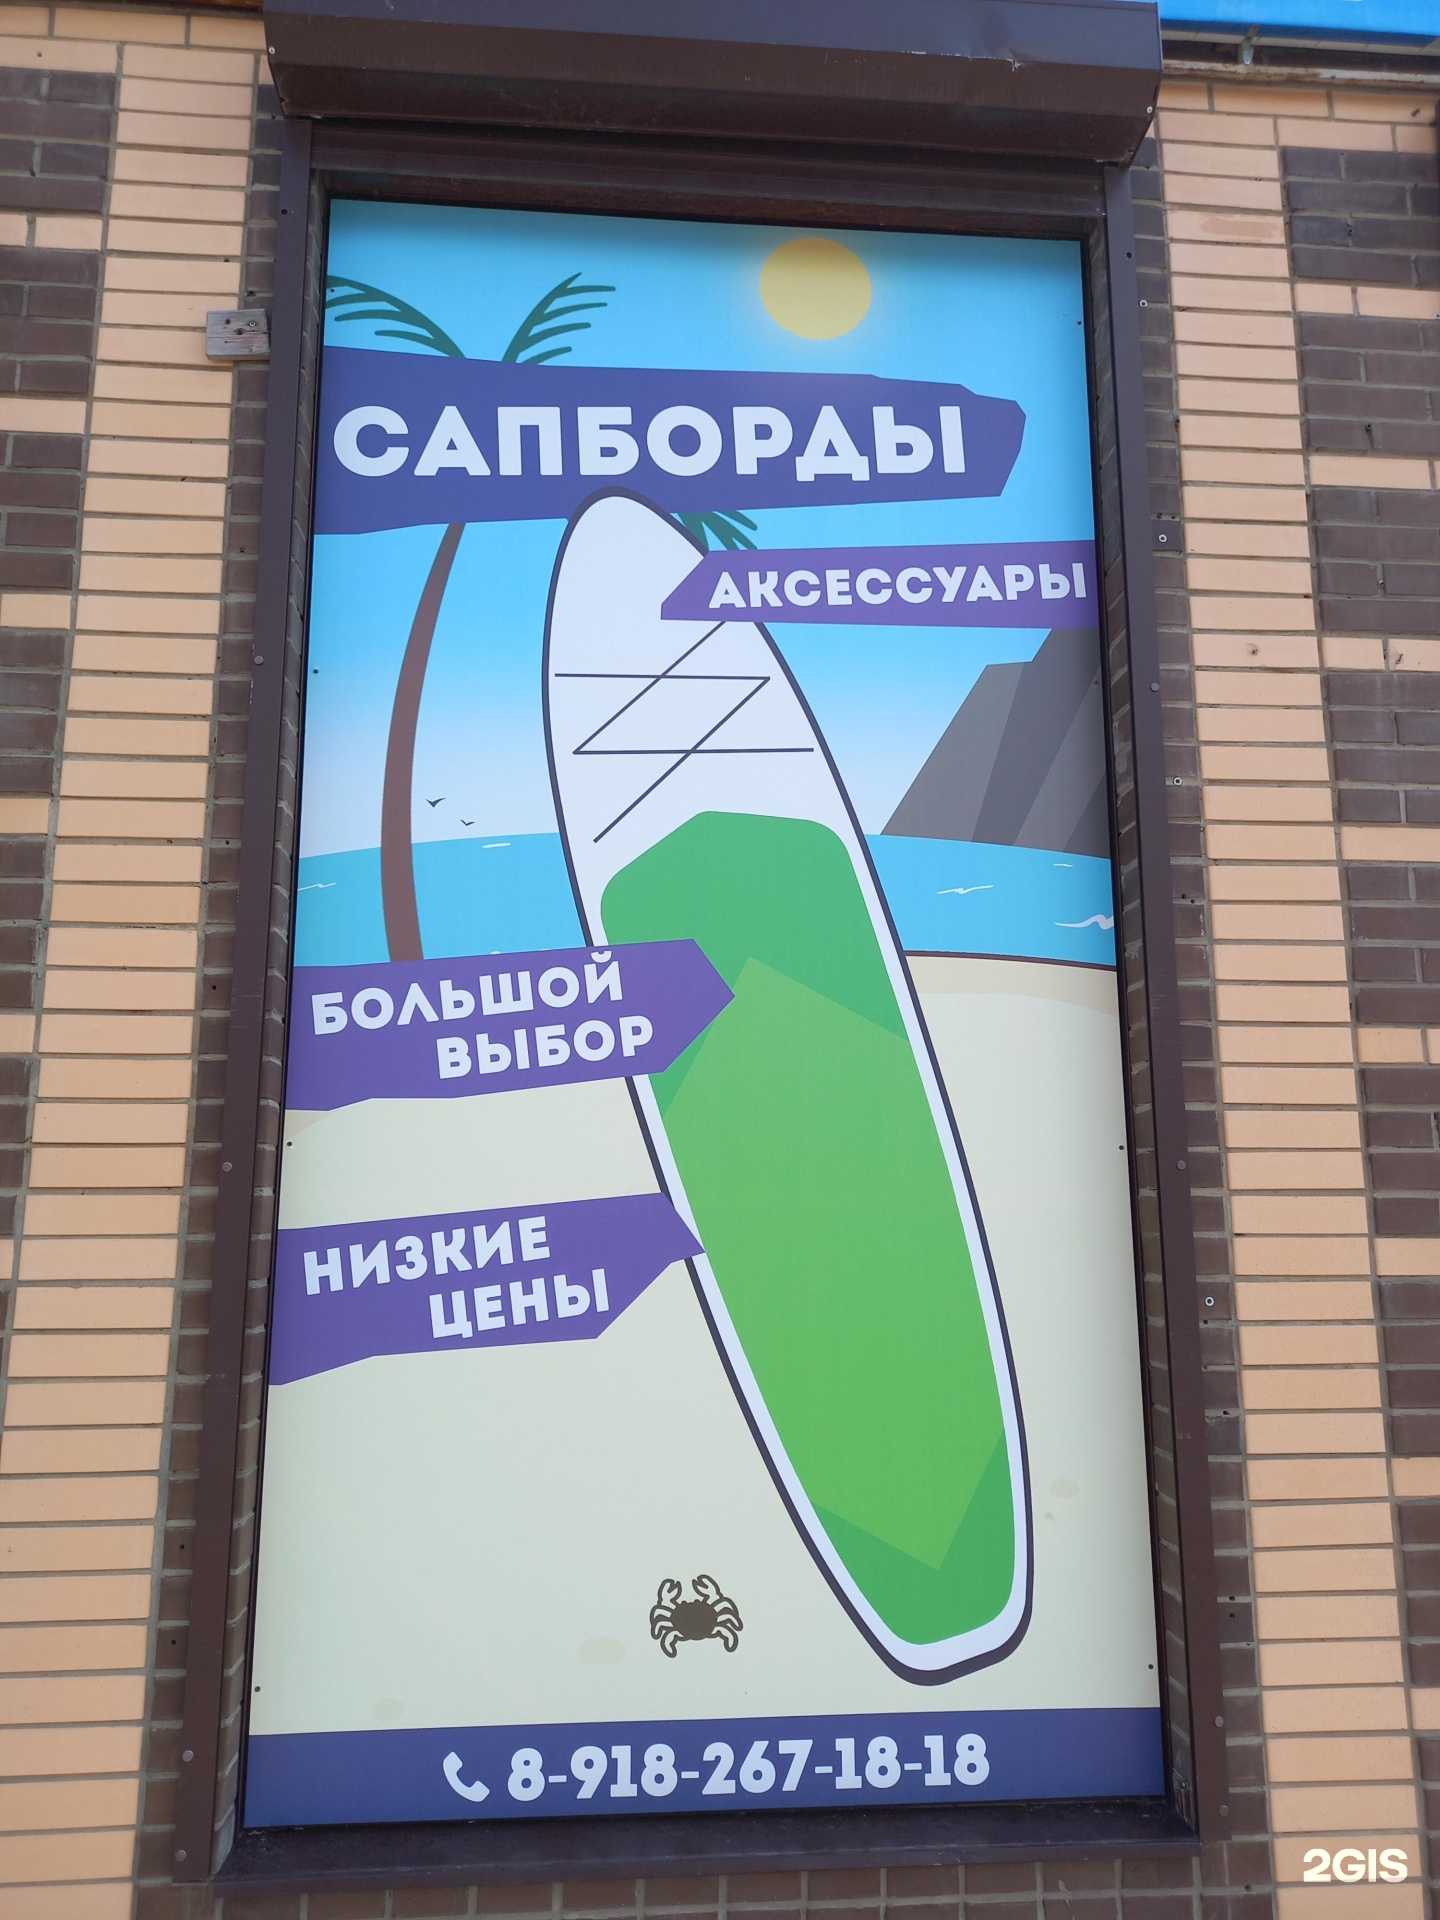 САПБОРДЫ
АКСЕССУАРЫ
БОЛЬШОЙ
ВЫБОР
НИЗКИЕ
ЦЕНЫ
8-918-267-18-18
2GIS